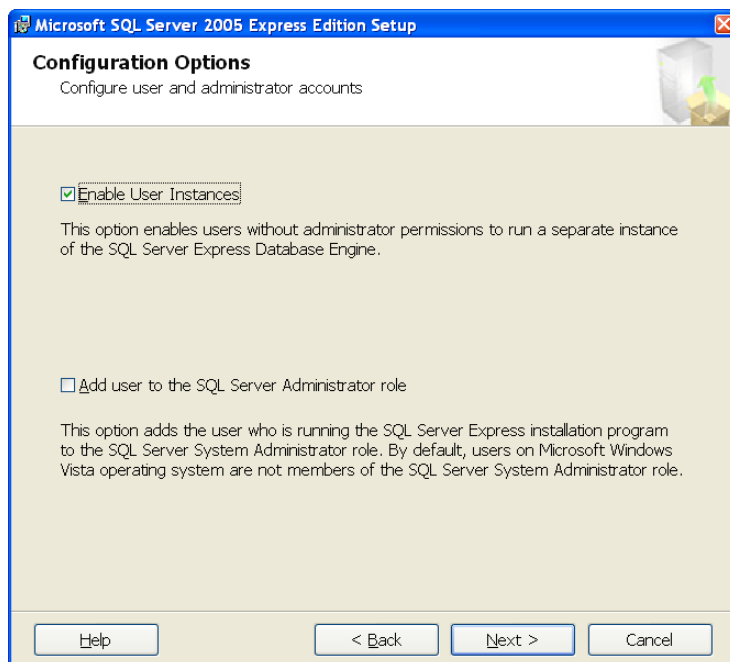 Microsoft SQL Server 2005 Express Edition Setup
Configuration Options
Configure user and administrator accounts
Enable User Instances
This option enables users without administrator permissions to run a separate instance
of the SQL Server Express Database Engine.
Add user to the SQL Server Administrator role
This option adds the user who is running the SQL Server Express installation program
to the SQL Server System Administrator role. By default, users on Microsoft Windows
Vista operating system are not members of the SQL Server System Administrator role.
Help
< Back
Next >
Cancel